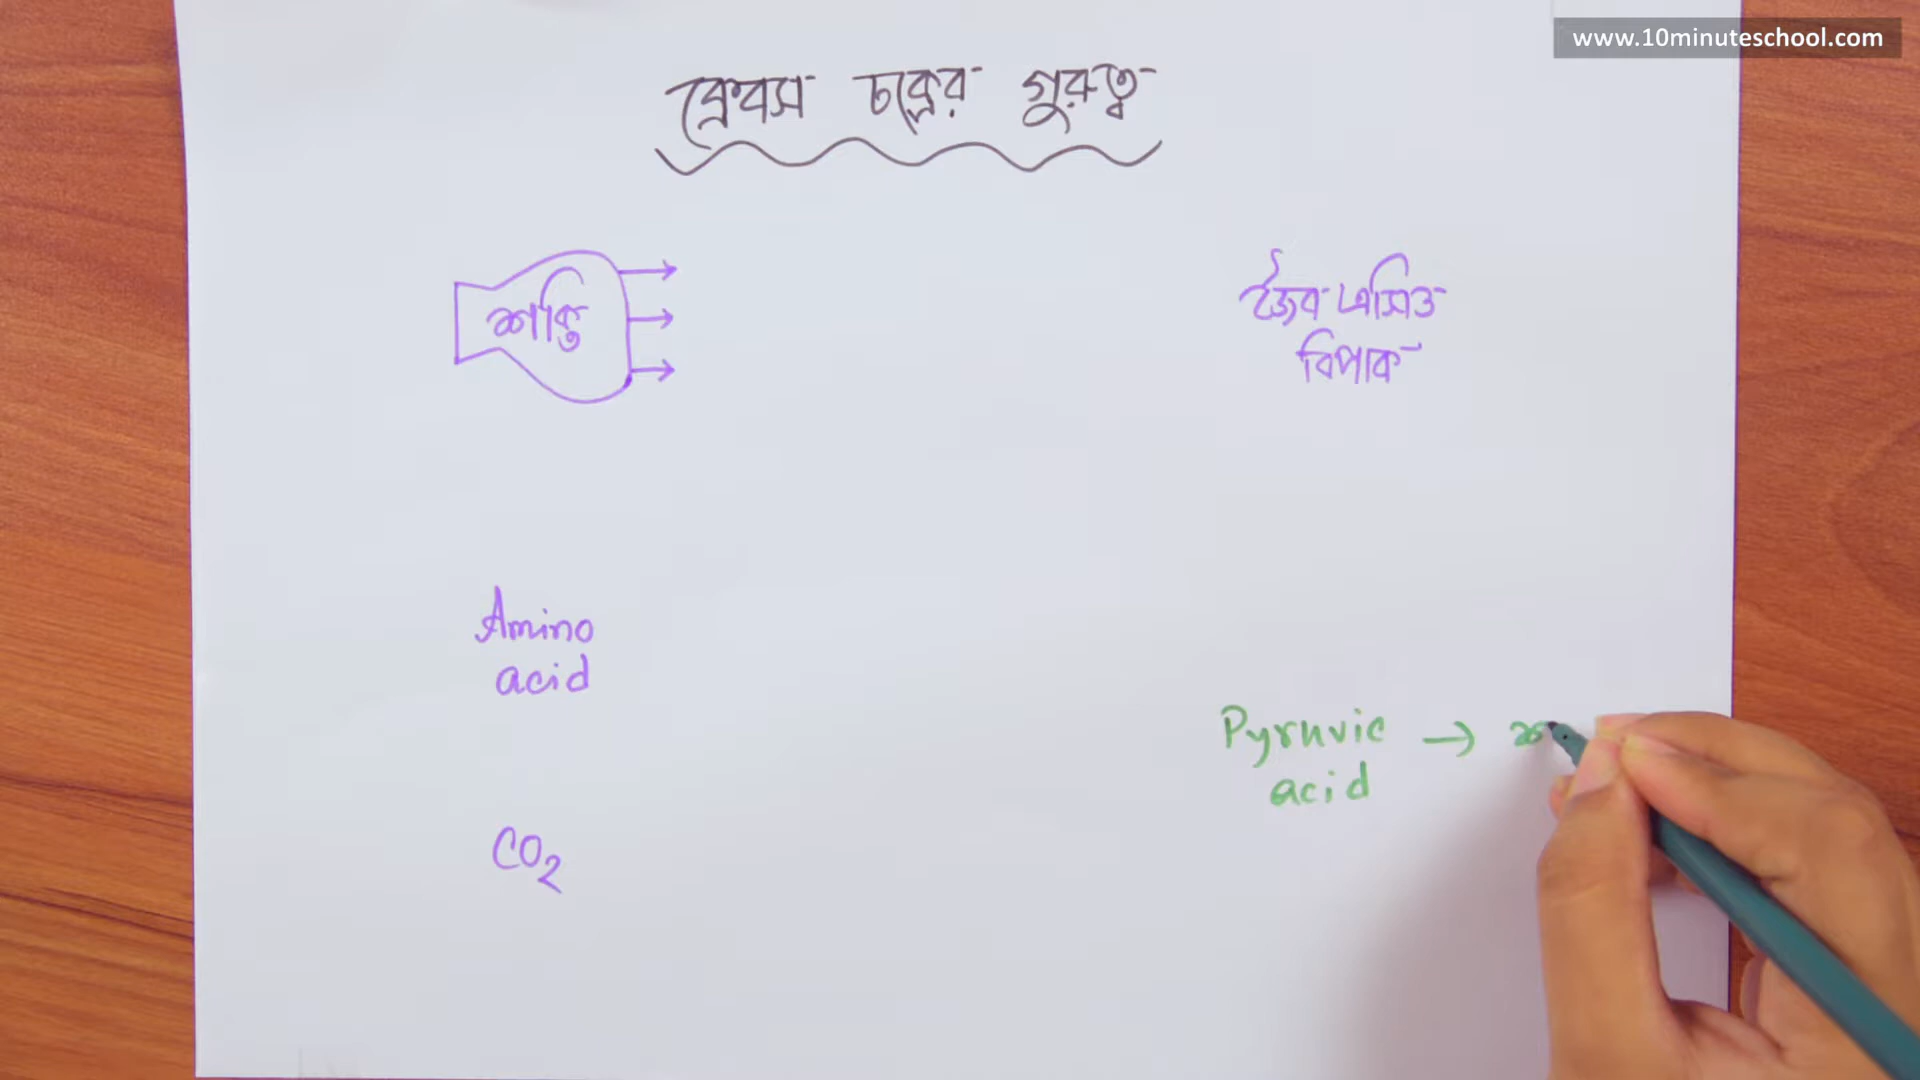 www.10minuteschool.com
ক্রেবস চক্রের গুরুত্ব
শক্তি
জৈব এসিড
বিপাক
Amino
acid
Pyruvic →
acid
CO2